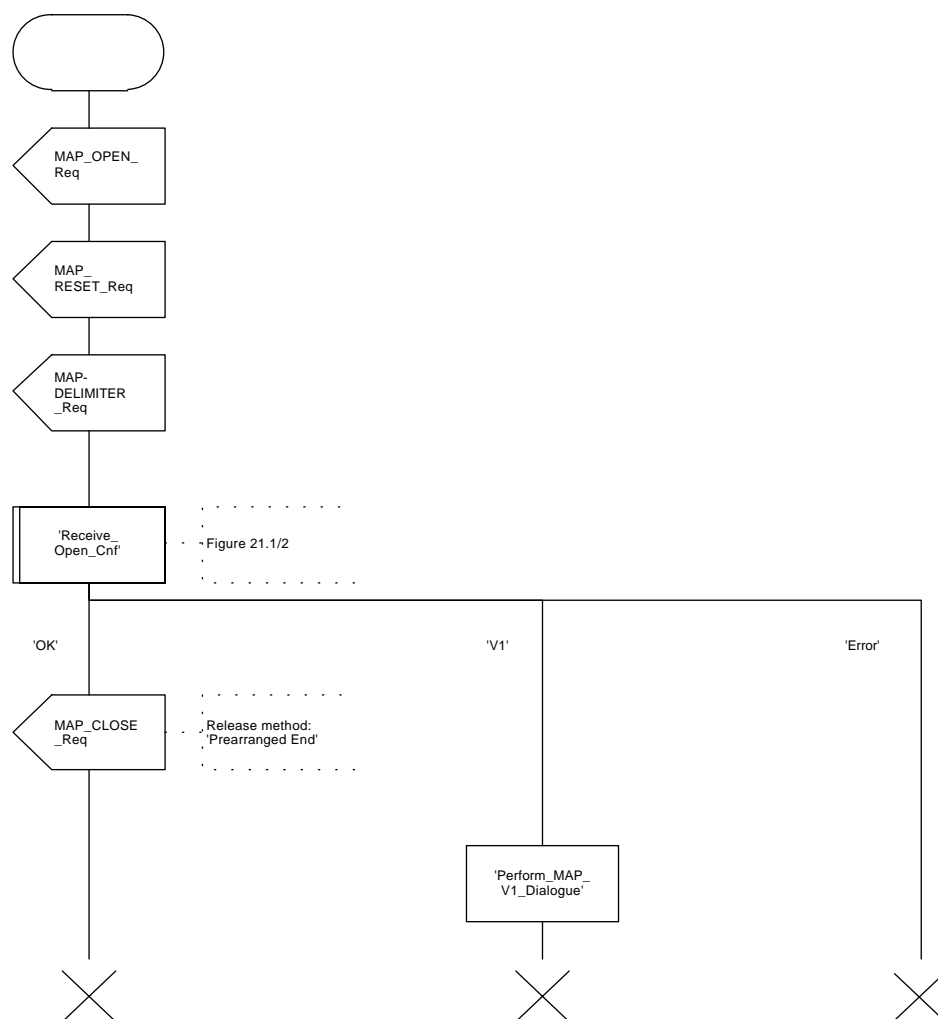 MAP_OPEN_
Req
MAP_
RESET_Req
MAP-
DELIMITER
_Req
'Receive_
Open_Cnf'
Figure 21.1/2
'OK'
'V1'
'Error'
MAP_CLOSE
_Req
Release method:
'Prearranged End'
'Perform_MAP_
V1_Dialogue'